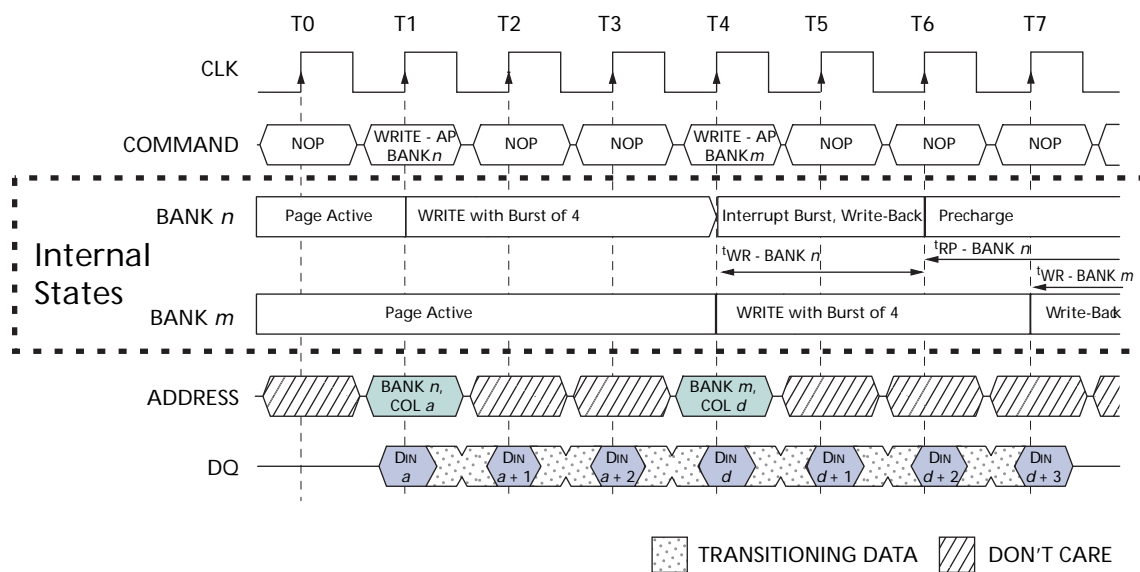 T0 T1 T2 T3 T4 T5 T6 T7
CLK
COMMAND NOP WRITE - AP BANK n NOP NOP WRITE - AP BANK m NOP NOP NOP
BANK n Page Active WRITE with Burst of 4 Interrupt Burst, Write-Back Precharge
Internal States
tWR - BANK n tRP - BANK n
tWR - BANK m
BANK m Page Active WRITE with Burst of 4 Write-Back
ADDRESS BANK n, COL a BANK m, COL d
DQ DIN a DIN a + 1 DIN a + 2 DIN d DIN d + 1 DIN d + 2 DIN d + 3
TRANSITIONING DATA DON'T CARE